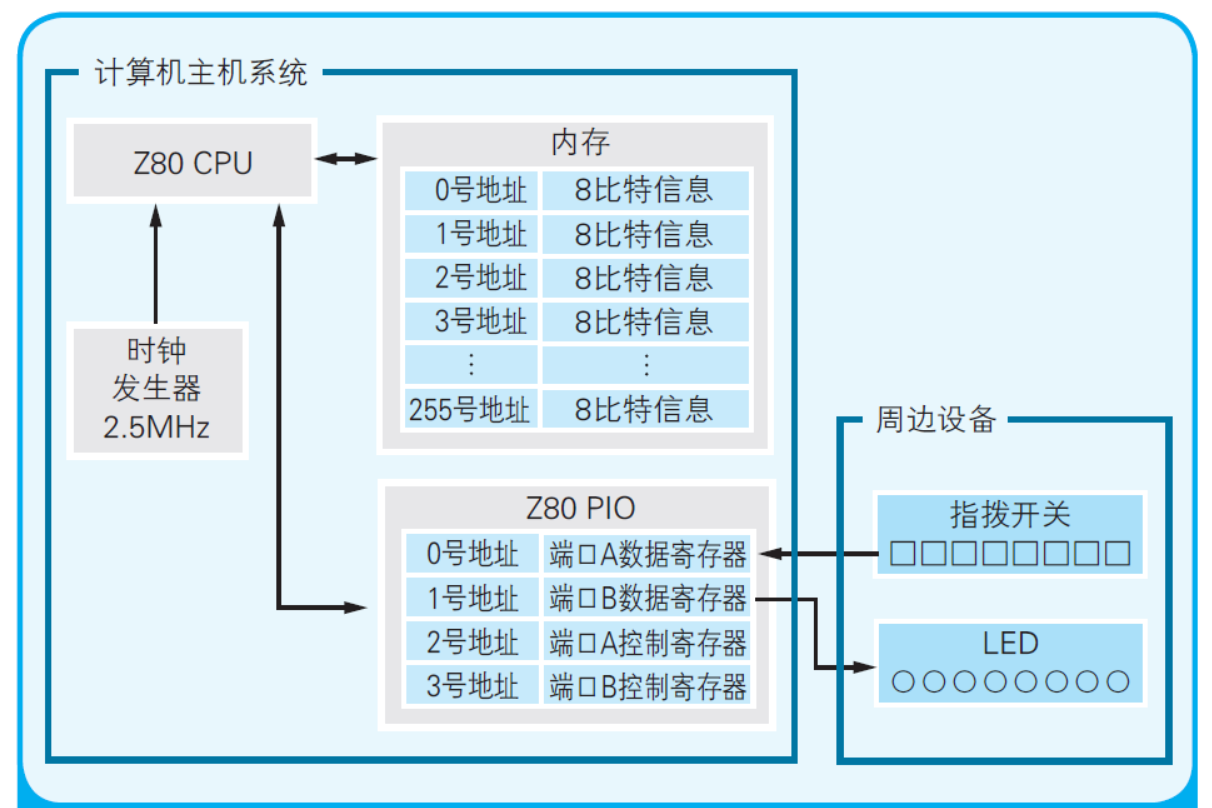 计算机主机系统
Z80 CPU
时钟
发生器
2.5MHz
内存
0号地址 8比特信息
1号地址 8比特信息
2号地址 8比特信息
3号地址 8比特信息
⋮ ⋮
255号地址 8比特信息
Z80 PIO
0号地址 端口A数据寄存器
1号地址 端口B数据寄存器
2号地址 端口A控制寄存器
3号地址 端口B控制寄存器
周边设备
指拨开关
□□□□□□□□
LED
○○○○○○○○